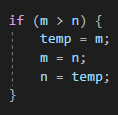 if (m > n) {
    temp = m;
    m = n;
    n = temp;
}